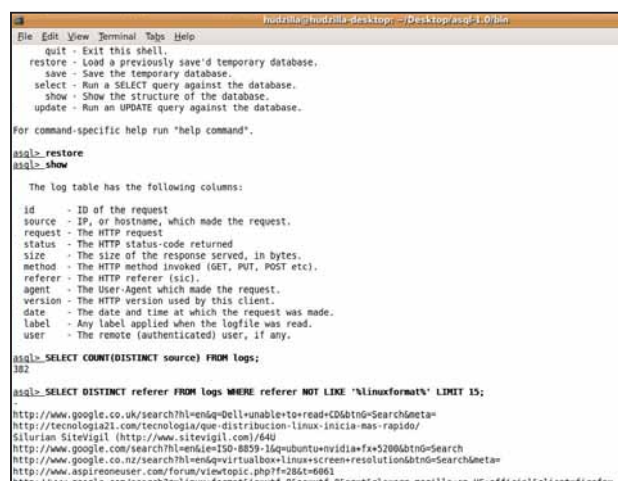 hudzilla@hudzilla-desktop: ~/Desktop/asql-1.0/bin
File Edit View Terminal Tabs Help
quit - Exit this shell.
restore - Load a previously save'd temporary database.
save - Save the temporary database.
select - Run a SELECT query against the database.
show - Show the structure of the database.
update - Run an UPDATE query against the database.
For command-specific help run "help command".
asql> restore
asql> show
The log table has the following columns:
id - ID of the request
source - IP, or hostname, which made the request.
request - The HTTP request
status - The HTTP status-code returned
size - The size of the response served, in bytes.
method - The HTTP method invoked (GET, PUT, POST etc).
referer - The HTTP referer (sic).
agent - The User-Agent which made the request.
version - The HTTP version used by this client.
date - The date and time at which the request was made.
label - Any label applied when the logfile was read.
user - The remote (authenticated) user, if any.
asql> SELECT COUNT(DISTINCT source) FROM logs;
382
asql> SELECT DISTINCT referer FROM logs WHERE referer NOT LIKE '%linuxformat%' LIMIT 15;
-
http://www.google.co.uk/search?hl=en&q=Dell+unable+to+read+CD&btnG=Search&meta=
http://tecnologia21.com/tecnologia/que-distribucion-linux-inicia-mas-rapido/
Silurian SiteVigil (http://www.sitevigil.com)/64U
http://www.google.com/search?hl=en&ie=ISO-8859-1&q=ubuntu+nvidia+fx+5200&btnG=Search
http://www.google.co.nz/search?hl=en&q=virtualbox+linux+screen+resolution&btnG=Search&meta=
http://www.aspireoneuser.com/forum/viewtopic.php?f=28&t=6061